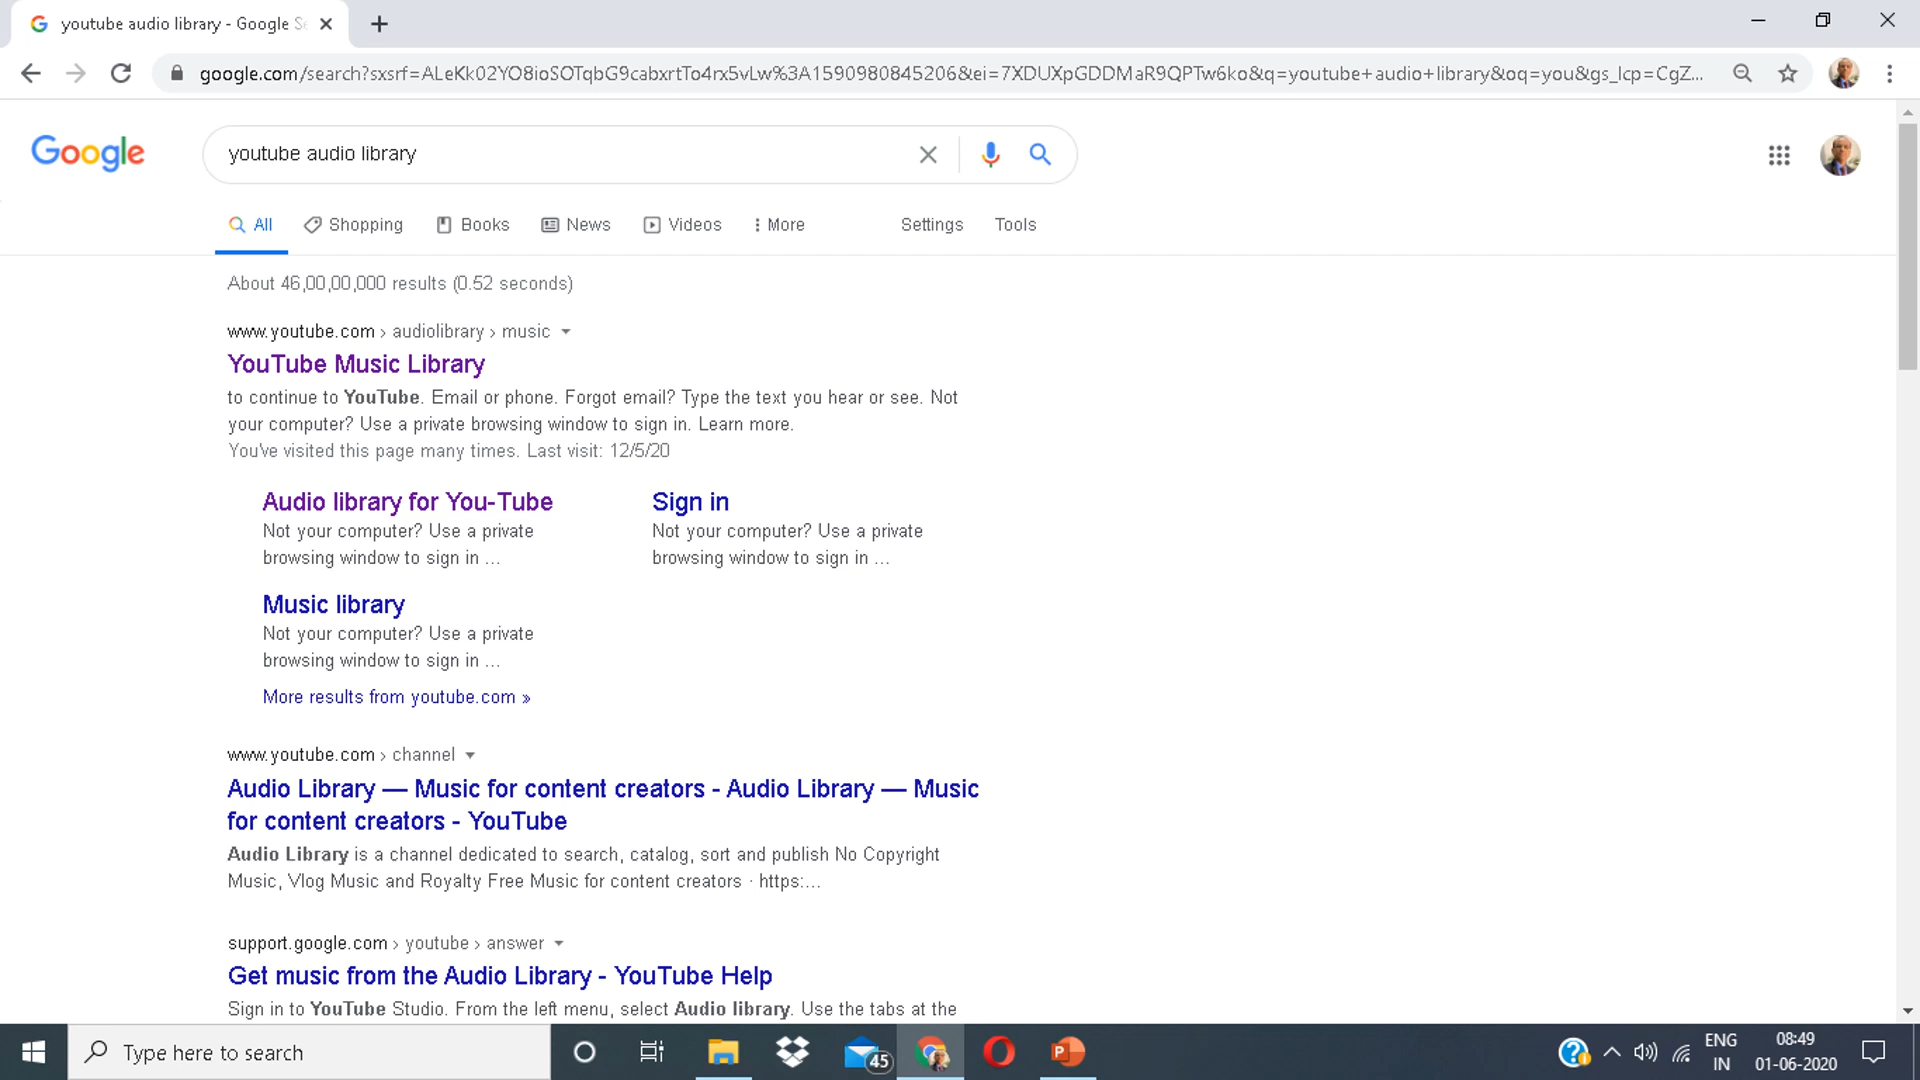 youtube audio library - Google Se
google.com/search?sxsrf=ALeKk02YO8ioSOTqbG9cabxrtTo4rx5vLw%3A1590980845206&ei=7XDUXpGDDMaR9QPTw6ko&q=youtube+audio+library&oq=you&gs_lcp=CgZ...
Google
youtube audio library
All Shopping Books News Videos More Settings Tools
About 46,00,00,000 results (0.52 seconds)
www.youtube.com › audiolibrary › music
YouTube Music Library
to continue to YouTube. Email or phone. Forgot email? Type the text you hear or see. Not
your computer? Use a private browsing window to sign in. Learn more.
You've visited this page many times. Last visit: 12/5/20
Audio library for You-Tube
Not your computer? Use a private
browsing window to sign in ...
Sign in
Not your computer? Use a private
browsing window to sign in ...
Music library
Not your computer? Use a private
browsing window to sign in ...
More results from youtube.com »
www.youtube.com › channel
Audio Library — Music for content creators - Audio Library — Music
for content creators - YouTube
Audio Library is a channel dedicated to search, catalog, sort and publish No Copyright
Music, Vlog Music and Royalty Free Music for content creators · https:...
support.google.com › youtube › answer
Get music from the Audio Library - YouTube Help
Sign in to YouTube Studio. From the left menu, select Audio library. Use the tabs at the
Type here to search
45
P
ENG
IN
08:49
01-06-2020